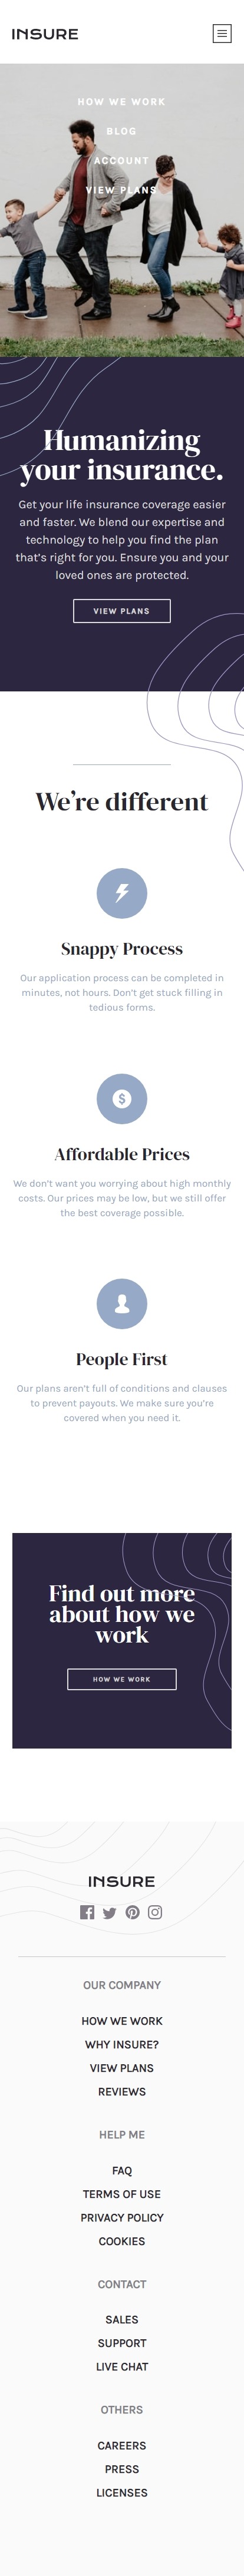 INSURE
HOW WE WORK
BLOG
ACCOUNT
VIEW PLANS
Humanizing
your insurance.
Get your life insurance coverage easier
and faster. We blend our expertise and
technology to help you find the plan
that’s right for you. Ensure you and your
loved ones are protected.
VIEW PLANS
We’re different
Snappy Process
Our application process can be completed in
minutes, not hours. Don’t get stuck filling in
tedious forms.
Affordable Prices
We don’t want you worrying about high monthly
costs. Our prices may be low, but we still offer
the best coverage possible.
People First
Our plans aren’t full of conditions and clauses
to prevent payouts. We make sure you’re
covered when you need it.
Find out more
about how we
work
HOW WE WORK
INSURE
OUR COMPANY
HOW WE WORK
WHY INSURE?
VIEW PLANS
REVIEWS
HELP ME
FAQ
TERMS OF USE
PRIVACY POLICY
COOKIES
CONTACT
SALES
SUPPORT
LIVE CHAT
OTHERS
CAREERS
PRESS
LICENSES